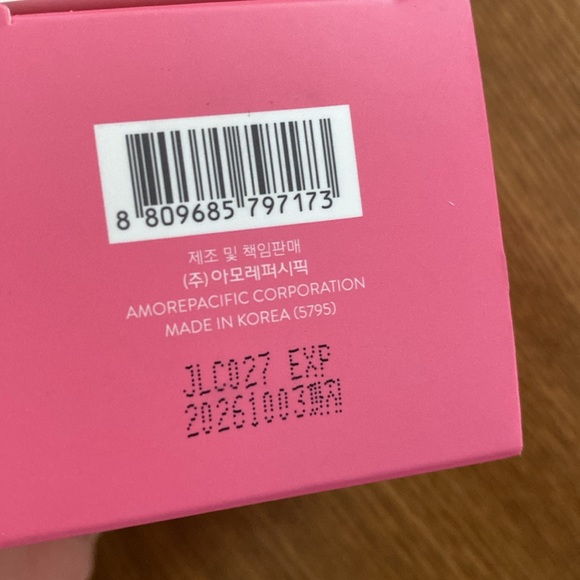 8 809685 797173
제조 및 책임판매
(주)아모레퍼시픽
AMOREPACIFIC CORPORATION
MADE IN KOREA (5795)
JLC027 EXP
20261003까지